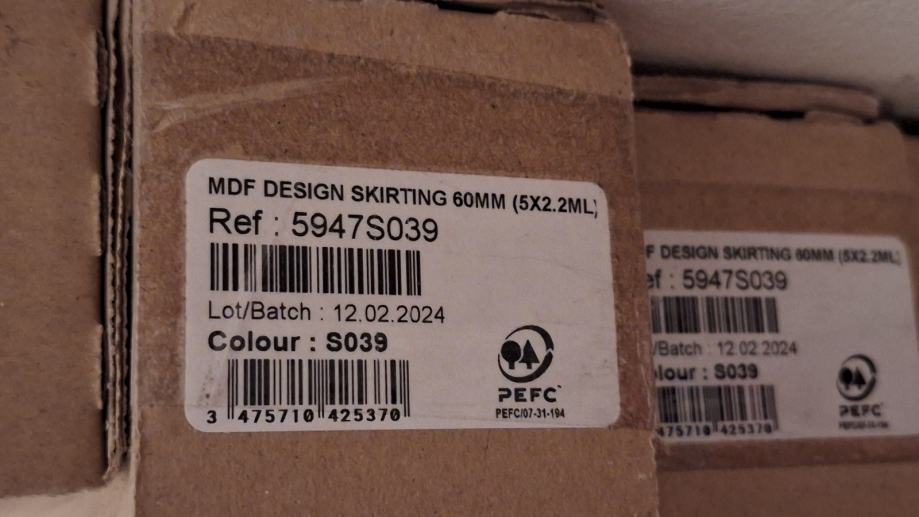 MDF DESIGN SKIRTING 60MM (5X2.2ML)
Ref : 5947S039
Lot/Batch : 12.02.2024
Colour : S039
3 475710 425370
PEFC
PEFC/07-31-194
F DESIGN SKIRTING 60MM (5X2.2ML)
ef : 5947S039
/Batch : 12.02.2024
lour : S039
475710 425370
PEFC